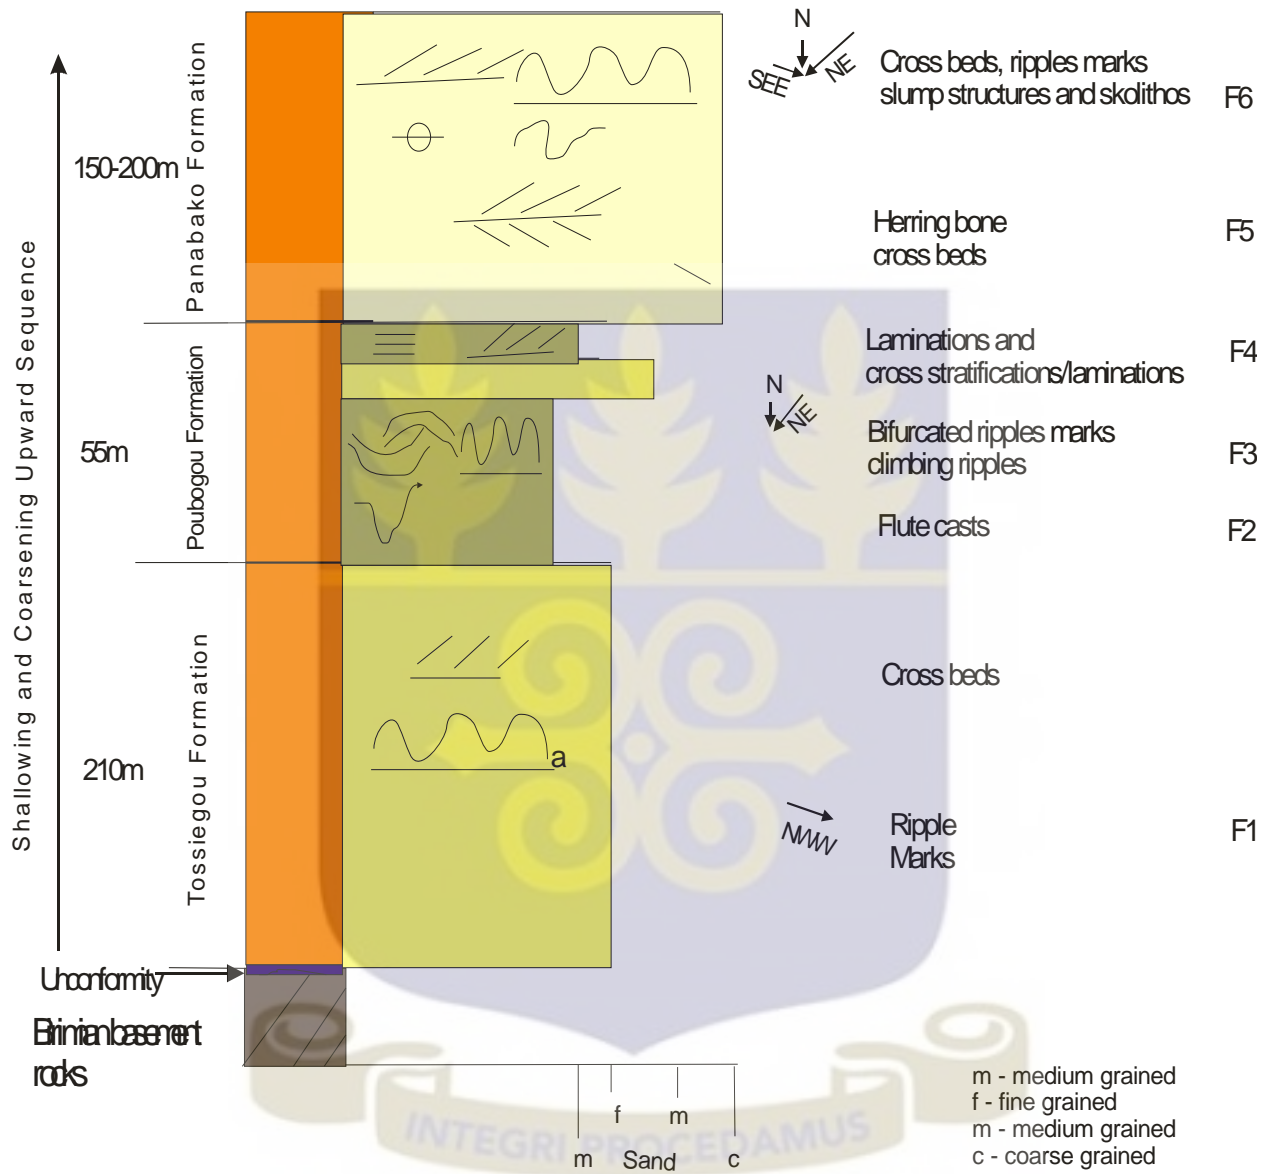 Shallowing and Coarsening Upward Sequence
150-200m
Panabako Formation
N
SEE
NE
Cross beds, ripples marks
slump structures and skolithos
F6
Herring bone
cross beds
F5
Laminations and
cross stratifications/laminations
F4
55m
Poubogou Formation
N
NE
Bifurcated ripples marks
climbing ripples
F3
Flute casts
F2
210m
Tossiegou Formation
Cross beds
a
NWW
Ripple
Marks
F1
Unconformity
Birimian basement
rocks
f
m
m
Sand
c
m - medium grained
f - fine grained
m - medium grained
c - coarse grained
INTEGRI PROCEDAMUS